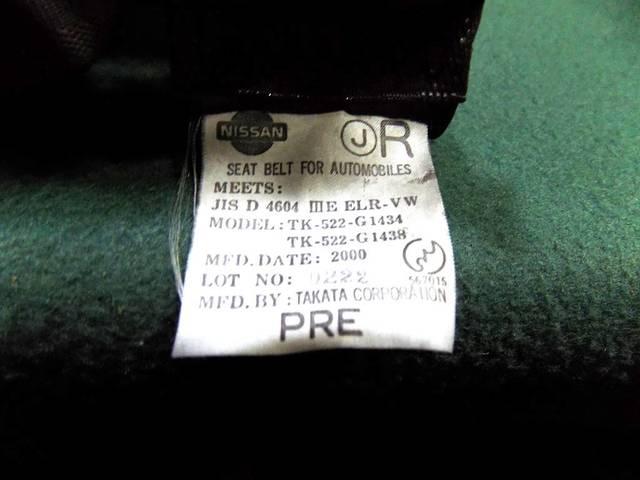 NISSAN J R
SEAT BELT FOR AUTOMOBILES
MEETS:
JIS D 4604 IIIE ELR-VW
MODEL: TK-522-G1434
TK-522-G1438
MFD. DATE: 2000
LOT NO: 0222
567015
MFD. BY: TAKATA CORPORATION
PRE